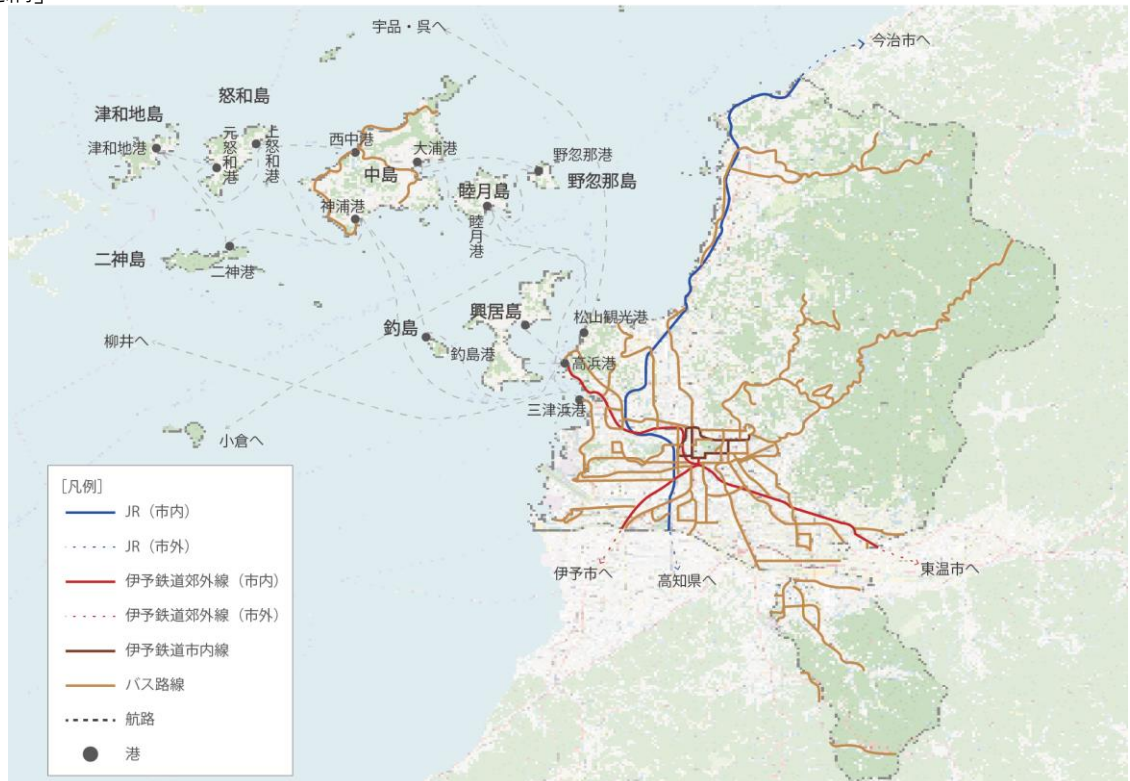 宇品・呉へ
今治市へ
怒和島
津和地島
津和地港
元怒和港
上怒和港
西中港
大浦港
野忽那港
中島
睦月島
野忽那島
神浦港
睦月港
二神島
二神港
興居島
松山観光港
釣島
柳井へ
釣島港
高浜港
三津浜港
小倉へ
[凡例]
JR(市内)
JR(市外)
伊予鉄道郊外線(市内)
伊予鉄道郊外線(市外)
伊予鉄道市内線
バス路線
航路
港
伊予市へ
高知県へ
東温市へ